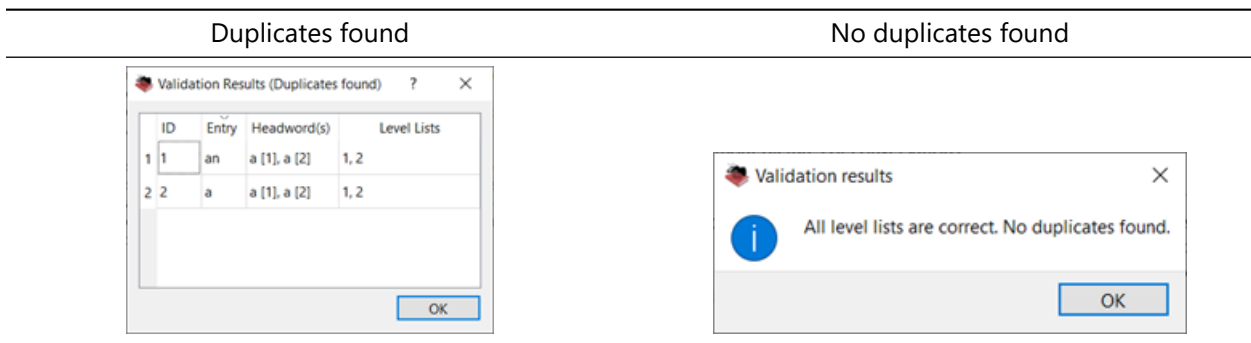 Duplicates found
No duplicates found
Validation Results (Duplicates found) ? ×
ID Entry Headword(s) Level Lists
1 1 an a [1], a [2] 1, 2
2 2 a a [1], a [2] 1, 2
OK
Validation results ×
All level lists are correct. No duplicates found.
OK